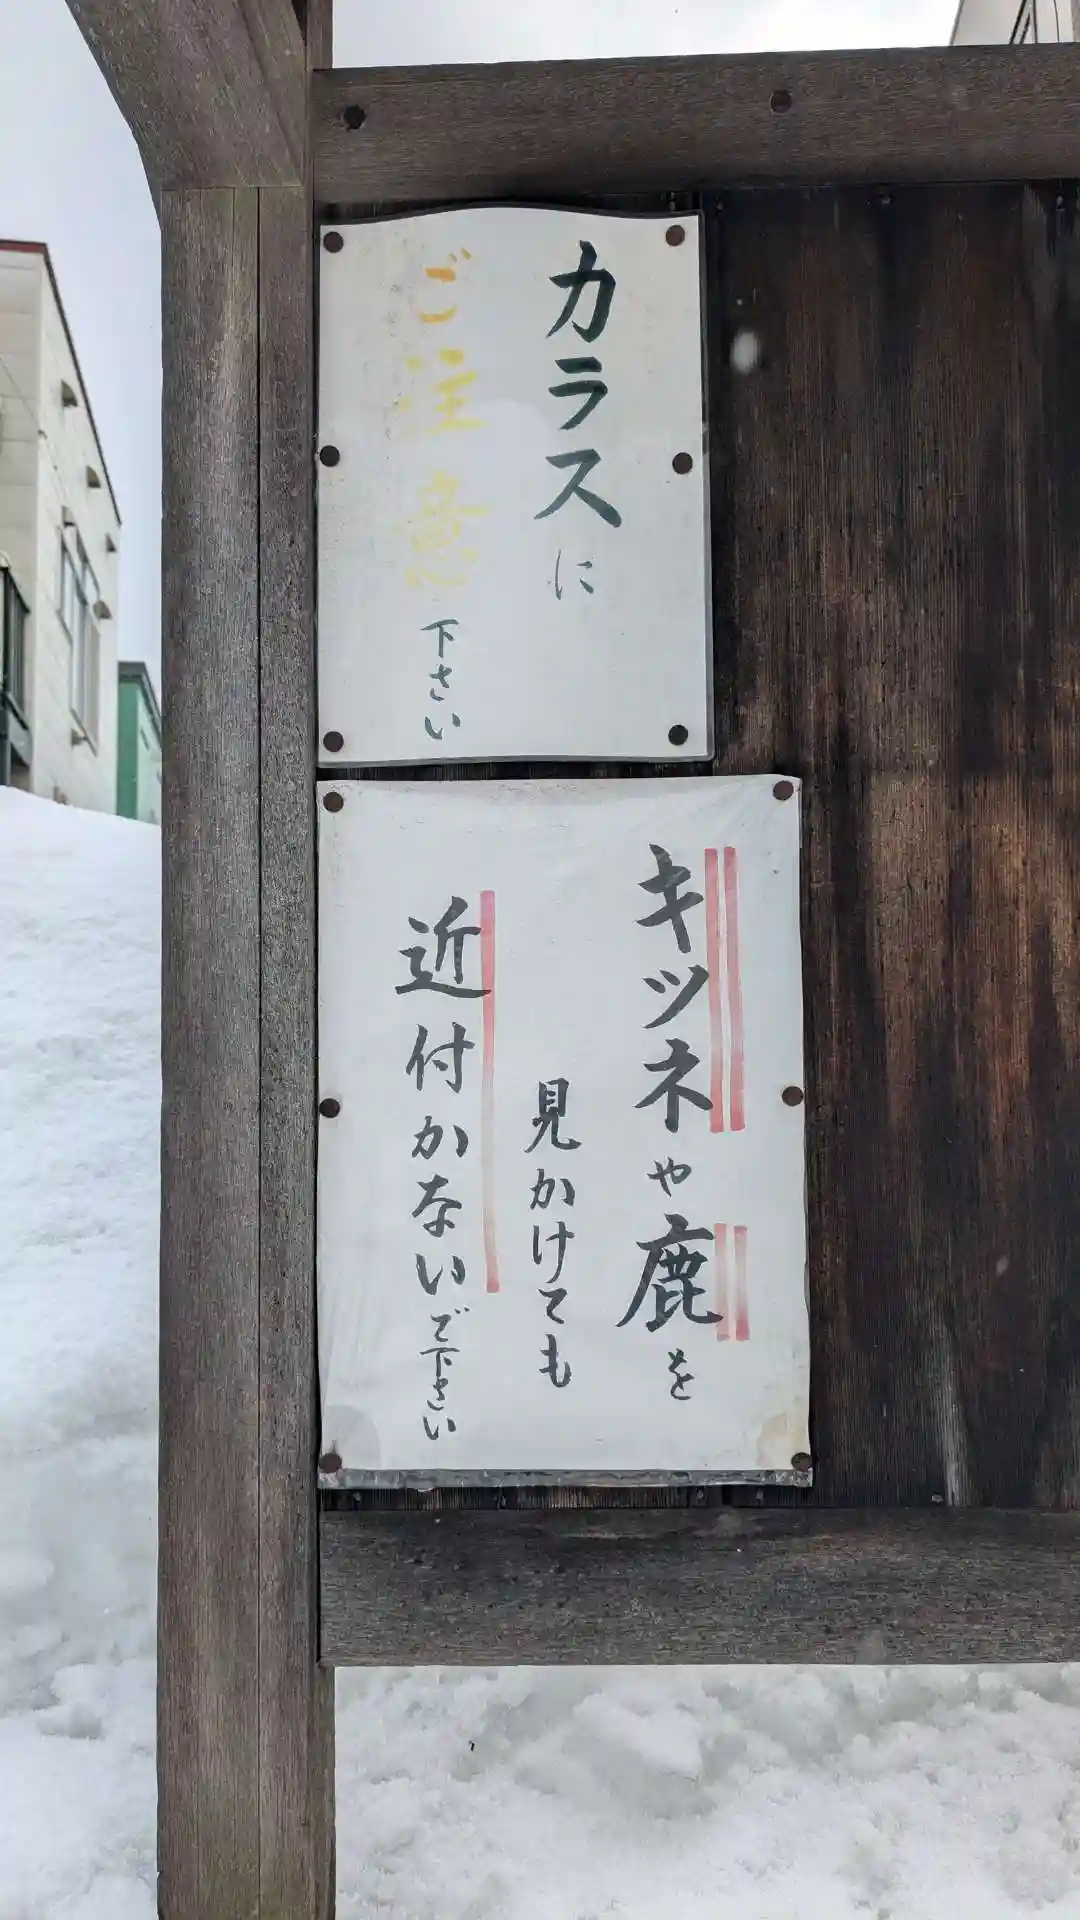 カラスに
ご注意下さい
キツネや鹿を
見かけても
近付かないで下さい